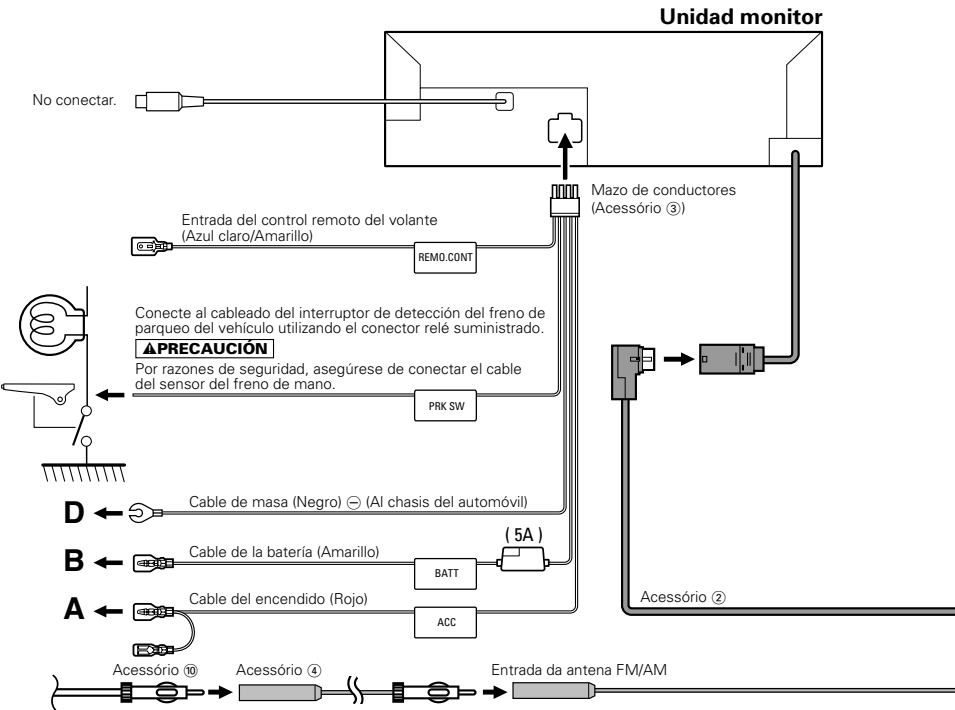 Unidad monitor
No conectar.
Mazo de conductores
(Acessório ③)
Entrada del control remoto del volante
(Azul claro/Amarillo)
REMO.CONT
Conecte al cableado del interruptor de detección del freno de
parqueo del vehículo utilizando el conector relé suministrado.
⚠PRECAUCIÓN
Por razones de seguridad, asegúrese de conectar el cable
del sensor del freno de mano.
PRK SW
D
Cable de masa (Negro) ⊖ (Al chasis del automóvil)
( 5A )
B
Cable de la batería (Amarillo)
BATT
A
Cable del encendido (Rojo)
ACC
Acessório ②
Acessório ⑩
Acessório ④
Entrada da antena FM/AM